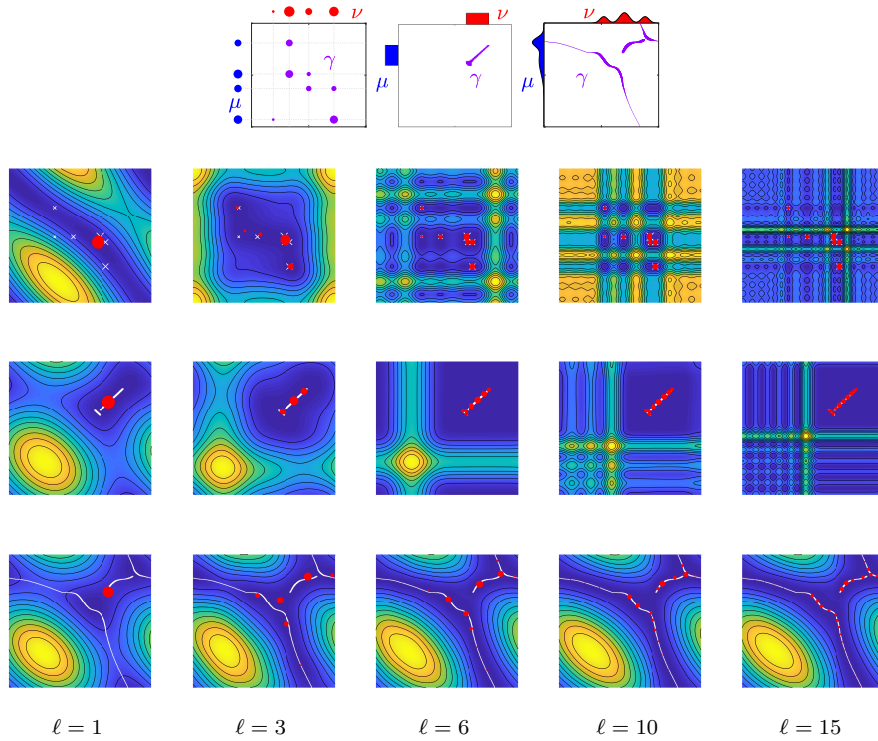 ν
γ
μ
ν
μ
γ
ν
μ
γ
ℓ = 1
ℓ = 3
ℓ = 6
ℓ = 10
ℓ = 15